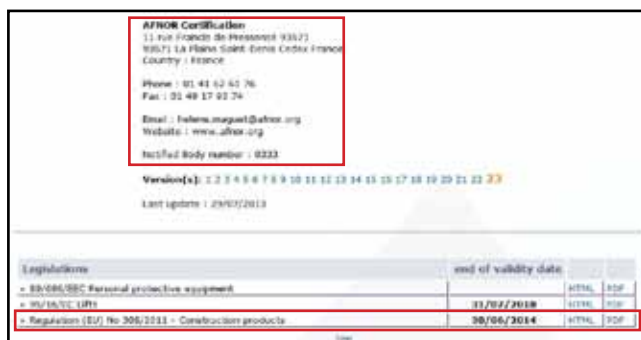 AFNOR Certification
11 rue Francis de Pressensé 93571
93571 La Plaine Saint-Denis Cedex France
Country : France
Phone : 01 41 62 61 76
Fax : 01 49 17 92 74
Email : helene.maguet@afnor.org
Website : www.afnor.org
Notified Body number : 0333
Version(s): 1 2 3 4 5 6 7 8 9 10 11 12 13 14 15 16 17 18 19 20 21 22 23
Last update : 29/07/2013
Legislations end of validity date
89/686/EEC Personal protective equipment HTML PDF
95/16/EC Lifts 31/07/2018 HTML PDF
Regulation (EU) No 305/2011 - Construction products 30/06/2014 HTML PDF